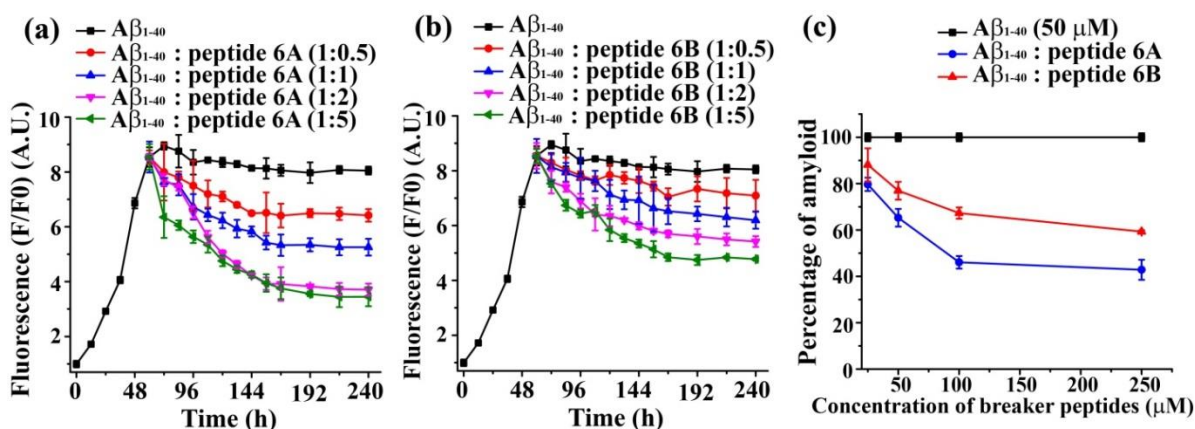 (a)
Aβ₁₋₄₀
Aβ₁₋₄₀ : peptide 6A (1:0.5)
Aβ₁₋₄₀ : peptide 6A (1:1)
Aβ₁₋₄₀ : peptide 6A (1:2)
Aβ₁₋₄₀ : peptide 6A (1:5)
Fluorescence (F/F0) (A.U.)
10
8
6
4
2
0 48 96 144 192 240
Time (h)
(b)
Aβ₁₋₄₀
Aβ₁₋₄₀ : peptide 6B (1:0.5)
Aβ₁₋₄₀ : peptide 6B (1:1)
Aβ₁₋₄₀ : peptide 6B (1:2)
Aβ₁₋₄₀ : peptide 6B (1:5)
Fluorescence (F/F0) (A.U.)
10
8
6
4
2
0 48 96 144 192 240
Time (h)
(c)
Aβ₁₋₄₀ (50 μM)
Aβ₁₋₄₀ : peptide 6A
Aβ₁₋₄₀ : peptide 6B
Percentage of amyloid
100
80
60
40
20
0
50 100 150 200 250
Concentration of breaker peptides (μM)